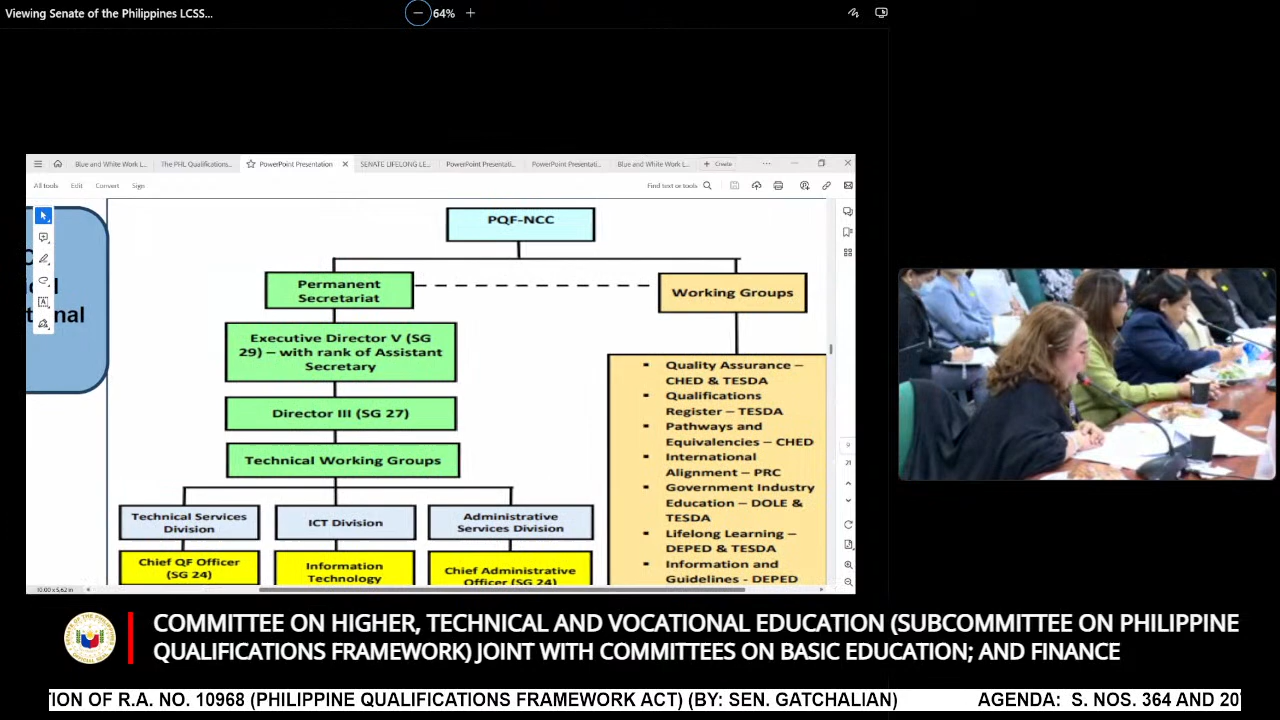 Viewing Senate of the Philippines LCSS...
64%
Blue and White Work L...
The PHL Qualifications...
PowerPoint Presentation
SENATE LIFELONG LE...
PowerPoint Presentati...
PowerPoint Presentati...
Blue and White Work L...
Create
All tools
Edit
Convert
Sign
Find text or tools
PQF-NCC
Permanent
Secretariat
Working Groups
Executive Director V (SG
29) – with rank of Assistant
Secretary
Director III (SG 27)
Technical Working Groups
Technical Services
Division
ICT Division
Administrative
Services Division
Chief QF Officer
(SG 24)
Information
Technology
Chief Administrative
Officer (SG 24)
▪ Quality Assurance –
CHED & TESDA
▪ Qualifications
Register – TESDA
▪ Pathways and
Equivalencies – CHED
▪ International
Alignment – PRC
▪ Government Industry
Education – DOLE &
TESDA
▪ Lifelong Learning –
DEPED & TESDA
▪ Information and
Guidelines - DEPED
10.00 x 5.62 in
COMMITTEE ON HIGHER, TECHNICAL AND VOCATIONAL EDUCATION (SUBCOMMITTEE ON PHILIPPINE
QUALIFICATIONS FRAMEWORK) JOINT WITH COMMITTEES ON BASIC EDUCATION; AND FINANCE
ION OF R.A. NO. 10968 (PHILIPPINE QUALIFICATIONS FRAMEWORK ACT) (BY: SEN. GATCHALIAN) AGENDA: S. NOS. 364 AND 20